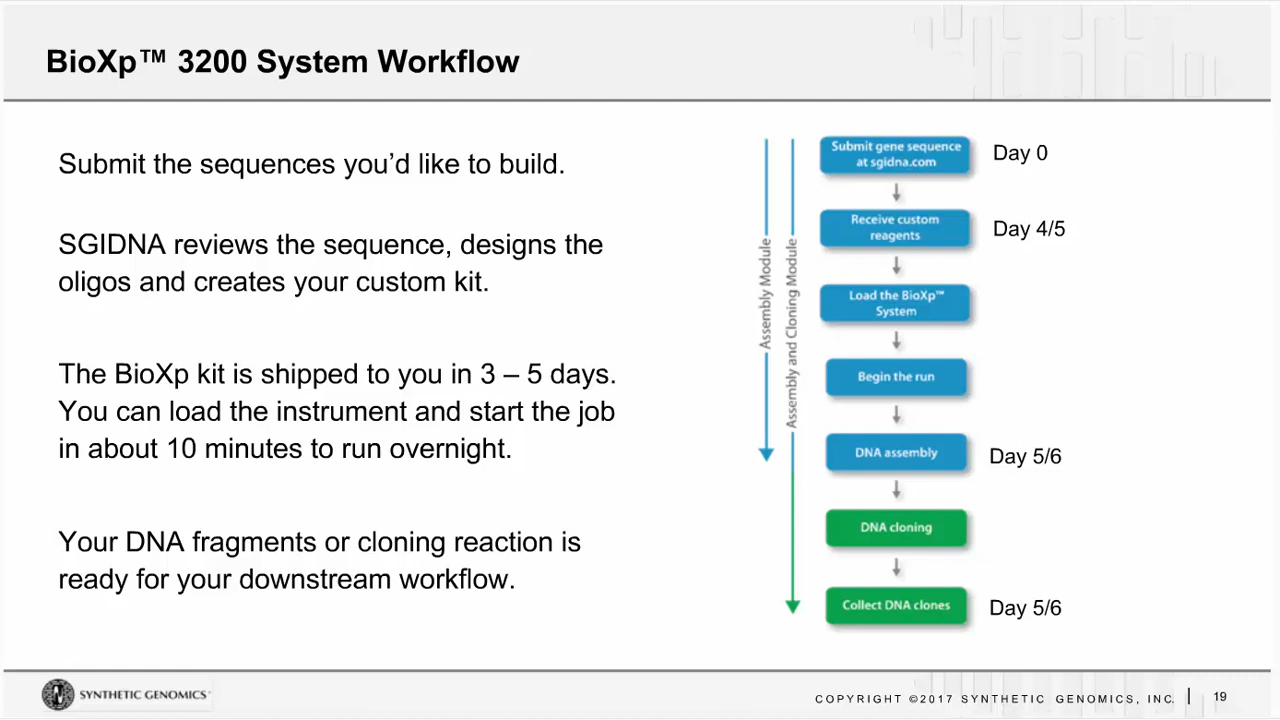 BioXp™ 3200 System Workflow
Submit the sequences you’d like to build.
SGIDNA reviews the sequence, designs the
oligos and creates your custom kit.
The BioXp kit is shipped to you in 3 – 5 days.
You can load the instrument and start the job
in about 10 minutes to run overnight.
Your DNA fragments or cloning reaction is
ready for your downstream workflow.
Assembly Module
Assembly and Cloning Module
Submit gene sequence
at sgidna.com
Day 0
Receive custom
reagents
Day 4/5
Load the BioXp™
System
Begin the run
DNA assembly
Day 5/6
DNA cloning
Collect DNA clones
Day 5/6
SYNTHETIC GENOMICS
COPYRIGHT ©2017 SYNTHETIC GENOMICS, INC. | 19